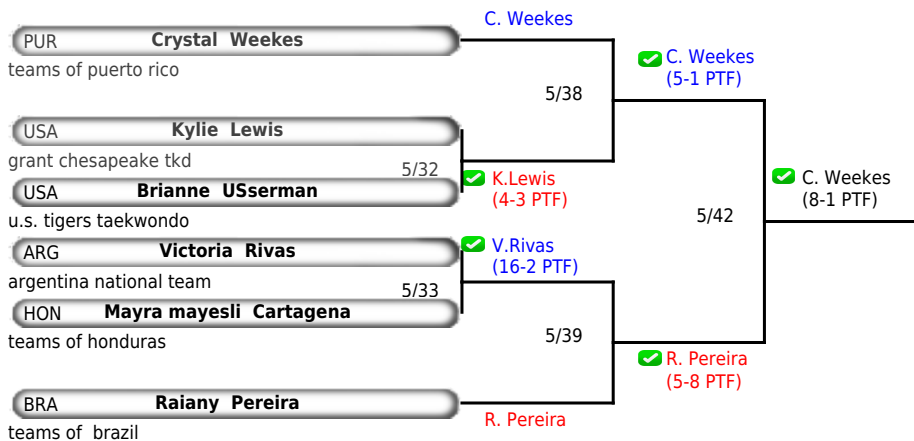 C. Weekes
PUR Crystal Weekes
teams of puerto rico
C. Weekes
(5-1 PTF)
5/38
USA Kylie Lewis
grant chesapeake tkd
5/32
K.Lewis
(4-3 PTF)
USA Brianne USserman
u.s. tigers taekwondo
C. Weekes
(8-1 PTF)
5/42
ARG Victoria Rivas
argentina national team
V.Rivas
(16-2 PTF)
5/33
HON Mayra mayesli Cartagena
teams of honduras
5/39
R. Pereira
(5-8 PTF)
BRA Raiany Pereira
teams of brazil
R. Pereira